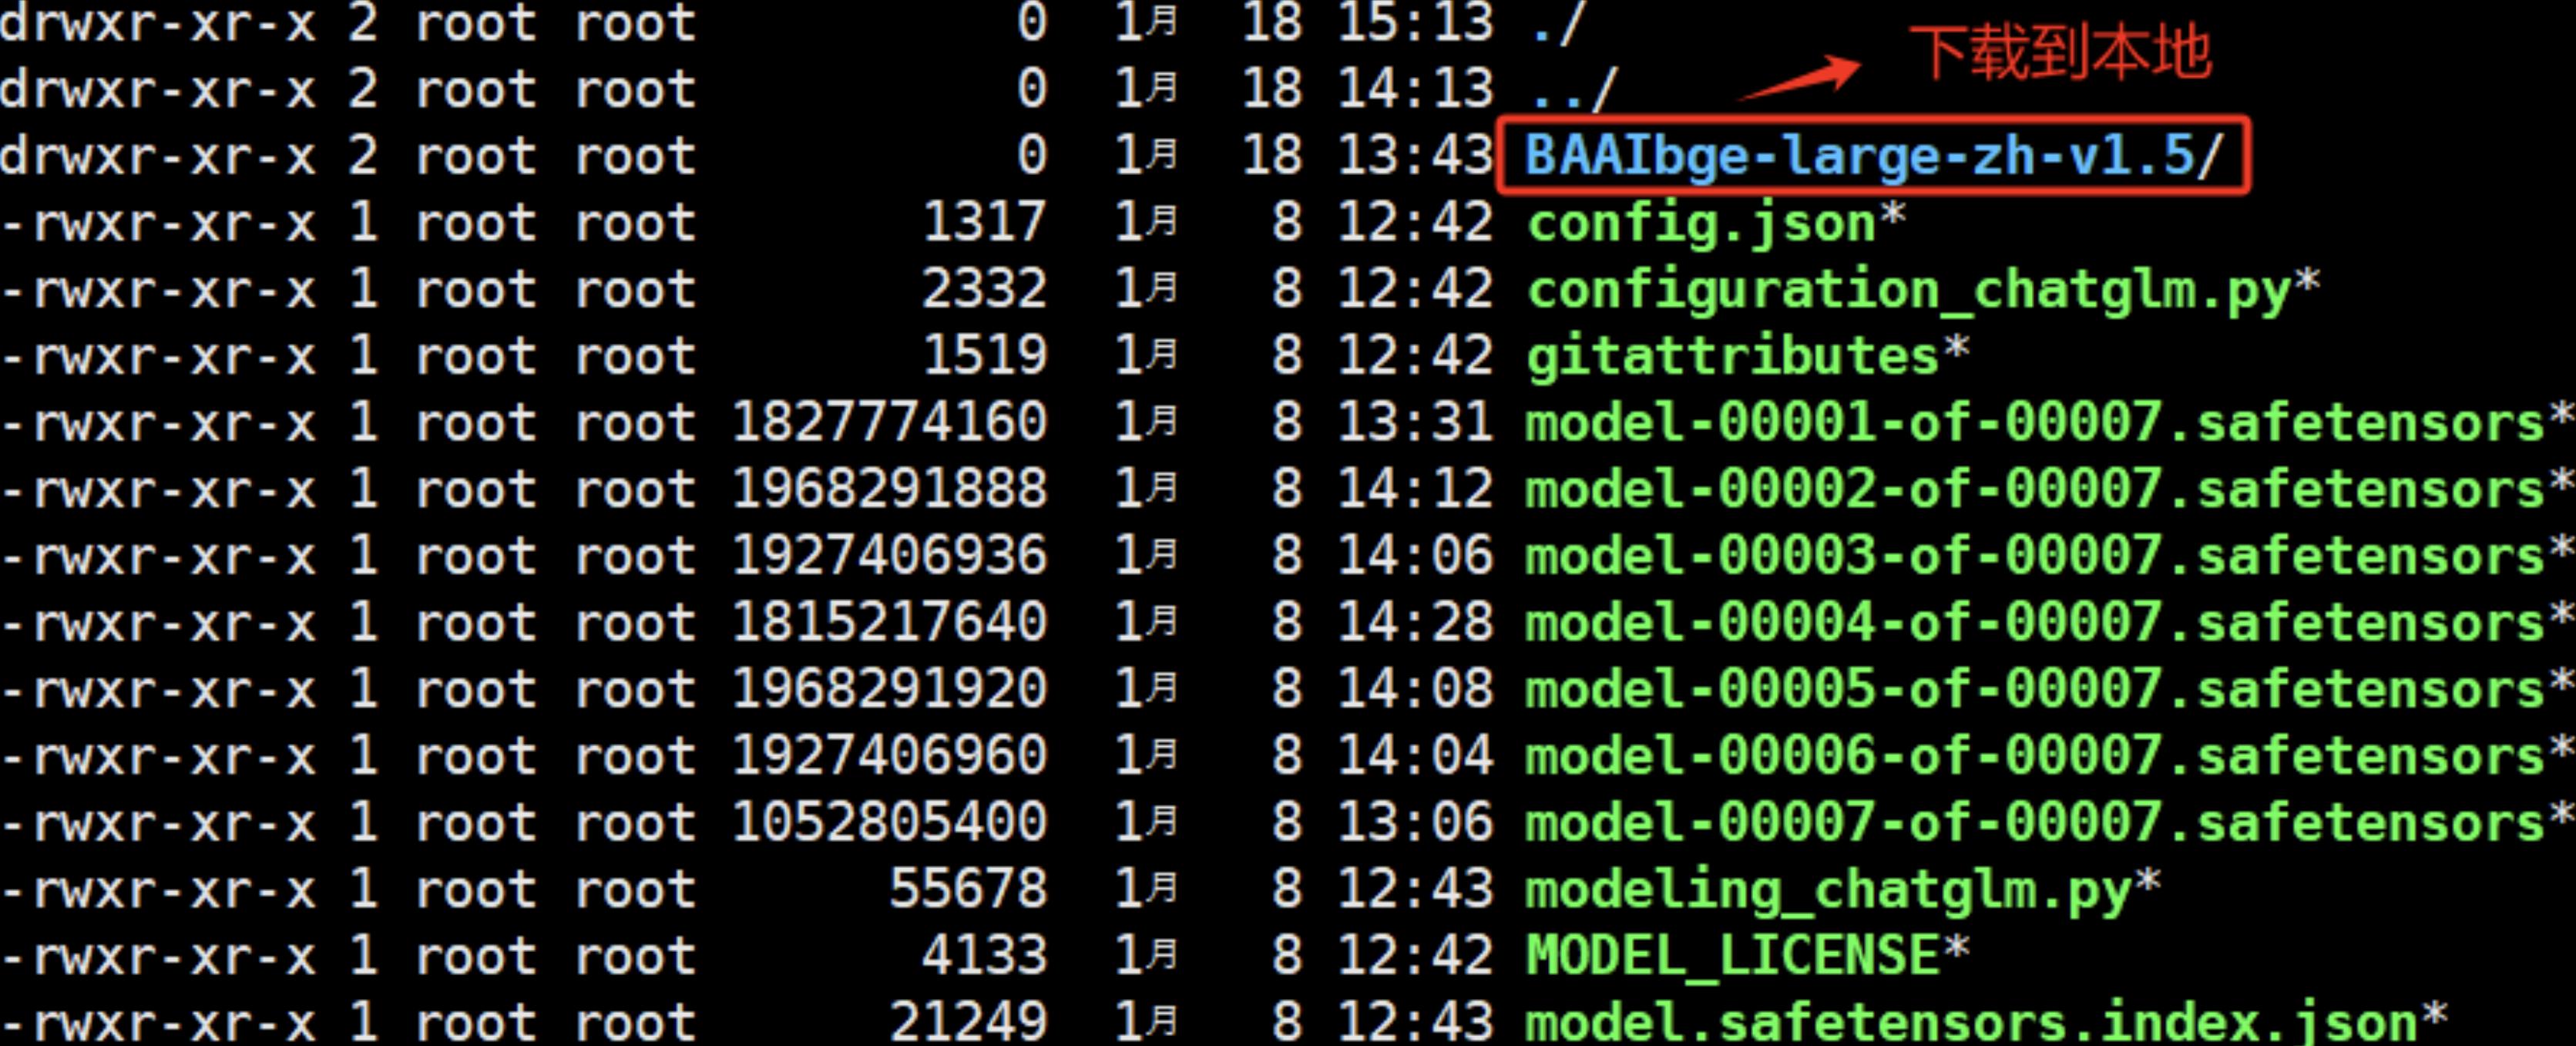 drwxr-xr-x 2 root root 0 1月 18 15:13 ./
下载到本地
drwxr-xr-x 2 root root 0 1月 18 14:13 ../
drwxr-xr-x 2 root root 0 1月 18 13:43 BAAIbge-large-zh-v1.5/
-rwxr-xr-x 1 root root 1317 1月 8 12:42 config.json*
-rwxr-xr-x 1 root root 2332 1月 8 12:42 configuration_chatglm.py*
-rwxr-xr-x 1 root root 1519 1月 8 12:42 gitattributes*
-rwxr-xr-x 1 root root 1827774160 1月 8 13:31 model-00001-of-00007.safetensors*
-rwxr-xr-x 1 root root 1968291888 1月 8 14:12 model-00002-of-00007.safetensors*
-rwxr-xr-x 1 root root 1927406936 1月 8 14:06 model-00003-of-00007.safetensors*
-rwxr-xr-x 1 root root 1815217640 1月 8 14:28 model-00004-of-00007.safetensors*
-rwxr-xr-x 1 root root 1968291920 1月 8 14:08 model-00005-of-00007.safetensors*
-rwxr-xr-x 1 root root 1927406960 1月 8 14:04 model-00006-of-00007.safetensors*
-rwxr-xr-x 1 root root 1052805400 1月 8 13:06 model-00007-of-00007.safetensors*
-rwxr-xr-x 1 root root 55678 1月 8 12:43 modeling_chatglm.py*
-rwxr-xr-x 1 root root 4133 1月 8 12:42 MODEL_LICENSE*
-rwxr-xr-x 1 root root 21249 1月 8 12:43 model.safetensors.index.json*